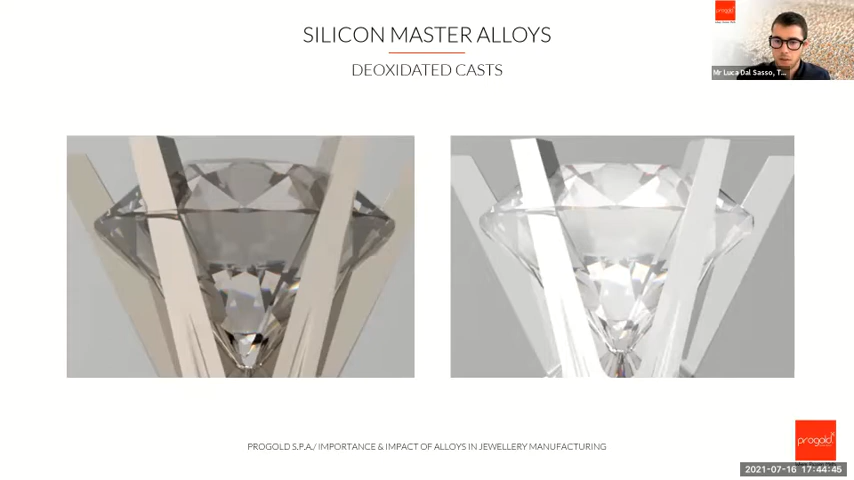 SILICON MASTER ALLOYS
DEOXIDATED CASTS
Mr Luca Dal Sasso, T...
PROGOLD S.P.A./ IMPORTANCE & IMPACT OF ALLOYS IN JEWELLERY MANUFACTURING
progold
2021-07-16 17:44:45